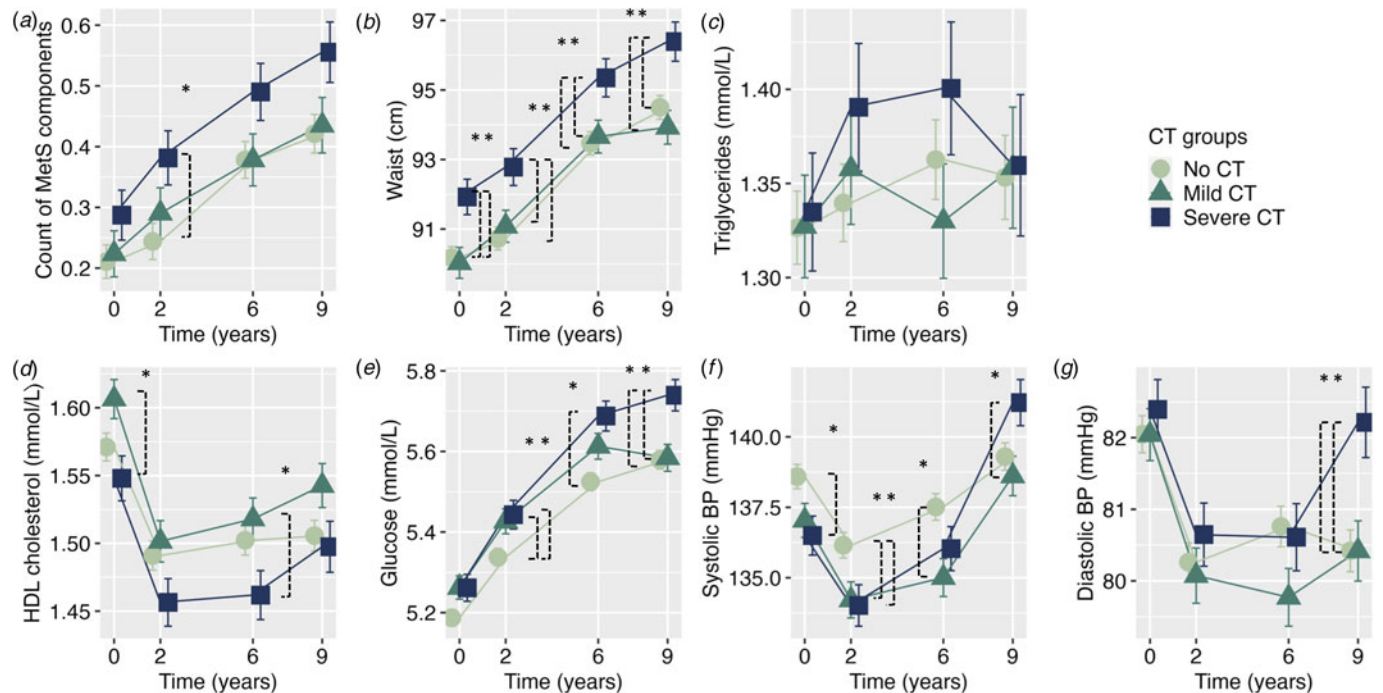 (a)
Count of MetS components
0.6
0.5
0.4
0.3
0.2
*
0 2 6 9
Time (years)
(b)
Waist (cm)
97
95
93
91
* *
* *
* *
* *
0 2 6 9
Time (years)
(c)
Triglycerides (mmol/L)
1.40
1.35
1.30
0 2 6 9
Time (years)
CT groups
No CT
Mild CT
Severe CT
(d)
HDL cholesterol (mmol/L)
1.60
1.55
1.50
1.45
*
*
0 2 6 9
Time (years)
(e)
Glucose (mmol/L)
5.8
5.6
5.4
5.2
* *
*
* *
0 2 6 9
Time (years)
(f)
Systolic BP (mmHg)
140.0
137.5
135.0
*
* *
*
*
0 2 6 9
Time (years)
(g)
Diastolic BP (mmHg)
82
81
80
* *
0 2 6 9
Time (years)